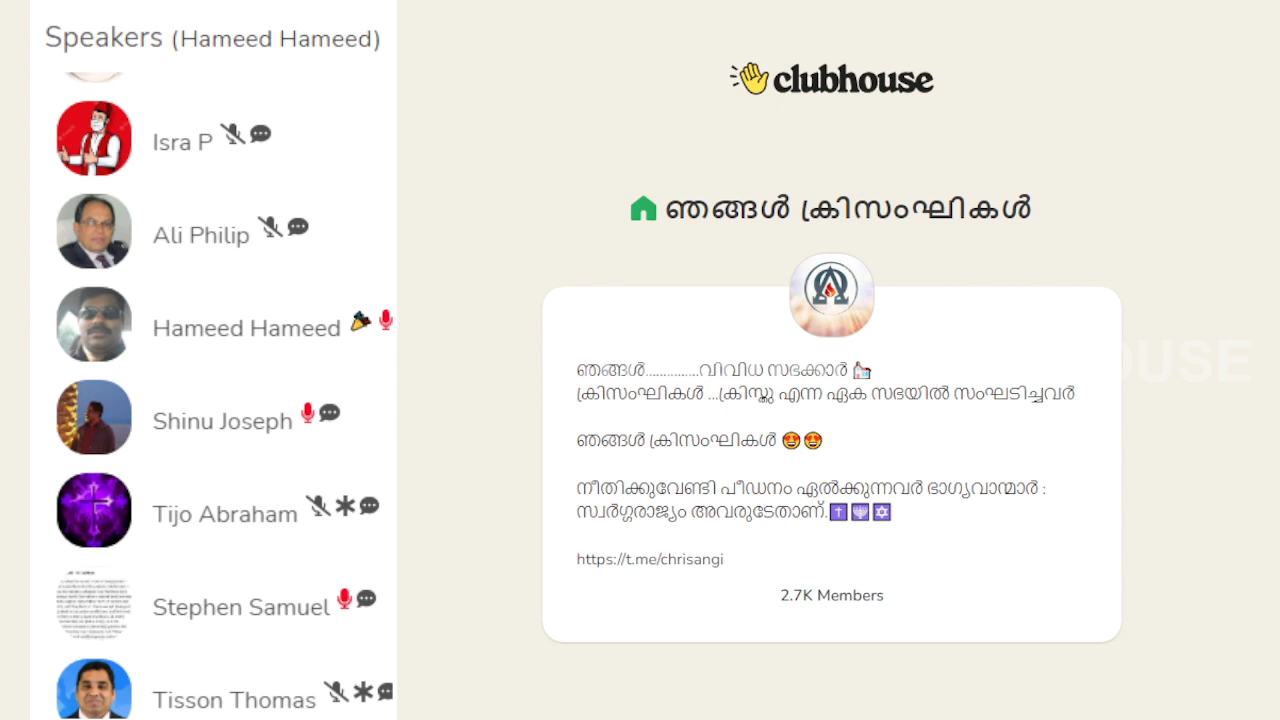 Speakers (Hameed Hameed)
Isra P
Ali Philip
Hameed Hameed
Shinu Joseph
Tijo Abraham
Stephen Samuel
Tisson Thomas
clubhouse
ഞങ്ങൾ ക്രിസംഘികൾ
ഞങ്ങൾ...............വിവിധ സഭക്കാർ
ക്രിസംഘികൾ ...ക്രിസ്തു എന്ന ഏക സഭയിൽ സംഘടിച്ചവർ
ഞങ്ങൾ ക്രിസംഘികൾ 😍😍
നീതിക്കുവേണ്ടി പീഡനം ഏൽക്കുന്നവർ ഭാഗ്യവാന്മാർ :
സ്വർഗ്ഗരാജ്യം അവരുടേതാണ്.✝🕎✡
https://t.me/chrisangi
2.7K Members
OUSE